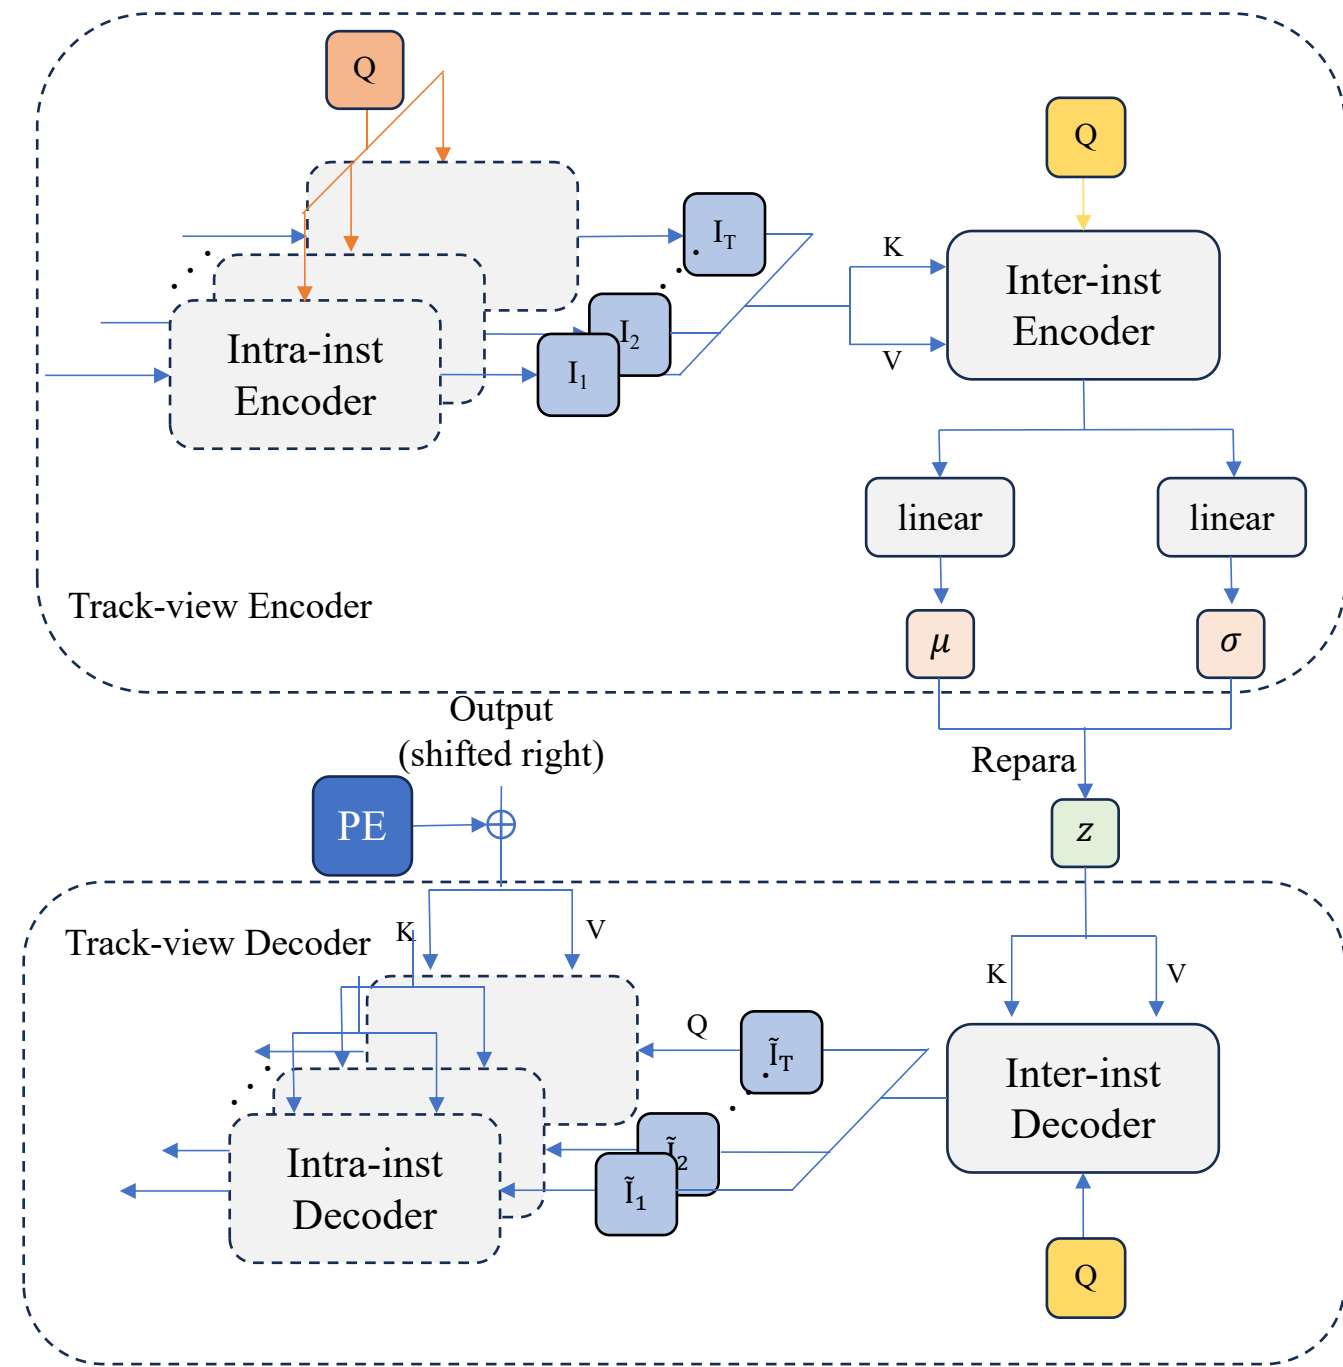 Q
Q
I_T
K
Inter-inst
Encoder
I_2
V
Intra-inst
Encoder
I_1
linear
linear
Track-view Encoder
μ
σ
Output
(shifted right)
Repara
PE
z
Track-view Decoder
K
V
K
V
Q
Ĩ_T
Inter-inst
Decoder
Ĩ_2
Intra-inst
Decoder
Ĩ_1
Q